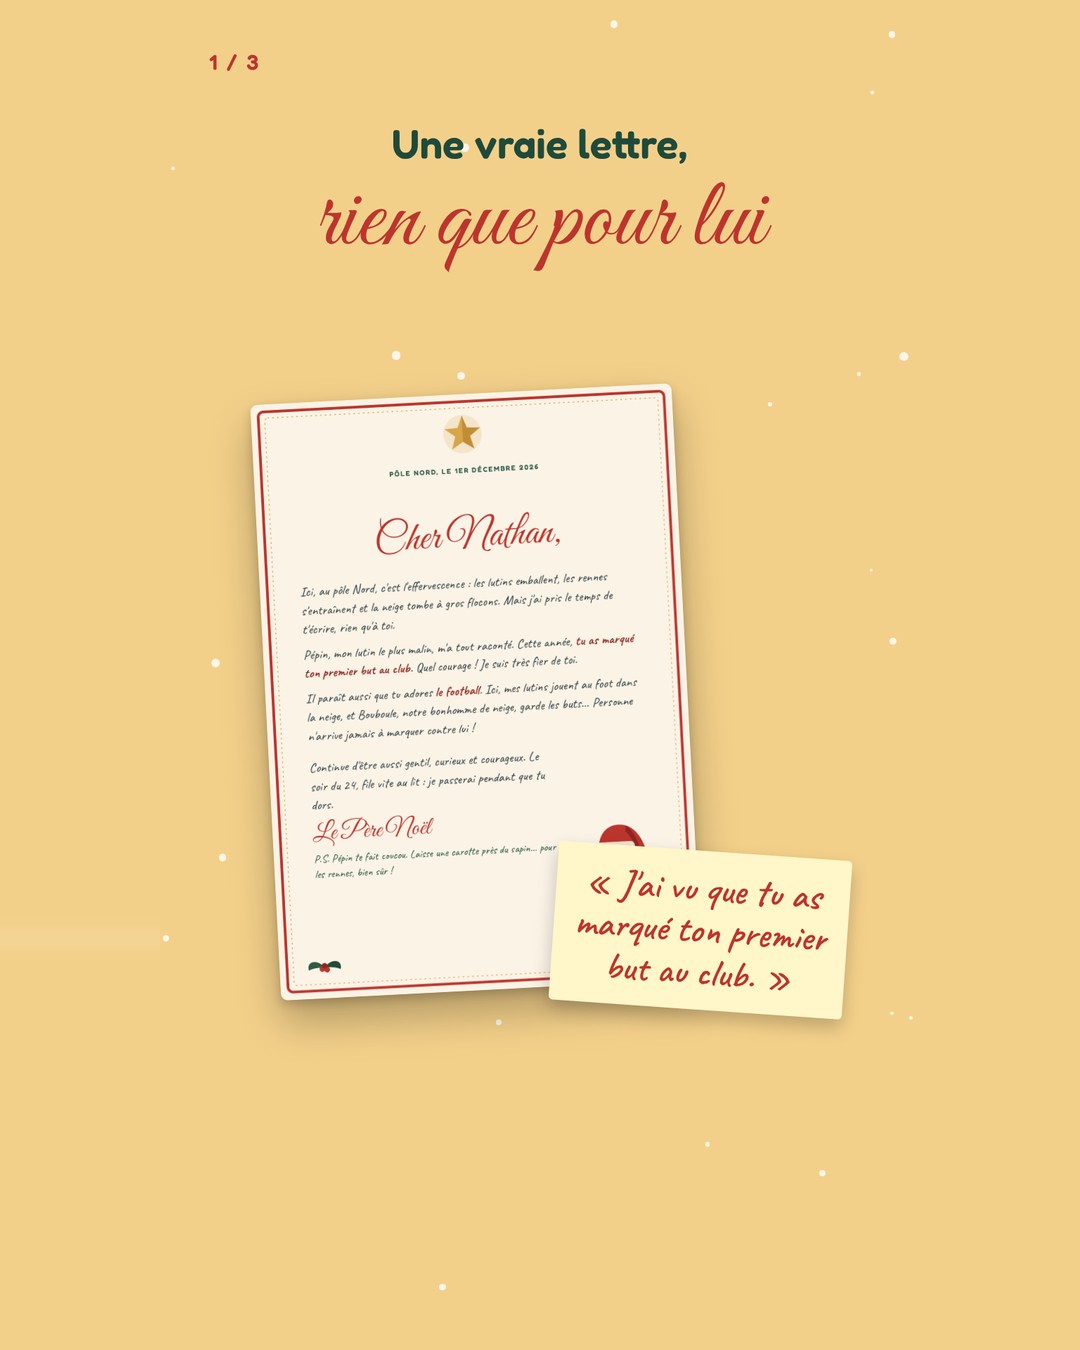 1 / 3
Une vraie lettre,
rien que pour lui
PÔLE NORD, LE 1ER DÉCEMBRE 2026
Cher Nathan,
Ici, au pôle Nord, c'est l'effervescence : les lutins emballent, les rennes
s'entraînent et la neige tombe à gros flocons. Mais j'ai pris le temps de
t'écrire, rien qu'à toi.
Pépin, mon lutin le plus malin, m'a tout raconté. Cette année, tu as marqué
ton premier but au club. Quel courage ! Je suis très fier de toi.
Il paraît aussi que tu adores le football. Ici, mes lutins jouent au foot dans
la neige, et Bouboule, notre bonhomme de neige, garde les buts... Personne
n'arrive jamais à marquer contre lui !
Continue d'être aussi gentil, curieux et courageux. Le
soir du 24, file vite au lit : je passerai pendant que tu
dors.
Le Père Noël
P.S. Pépin te fait coucou. Laisse une carotte près du sapin... pour
les rennes, bien sûr !
« J'ai vu que tu as
marqué ton premier
but au club. »